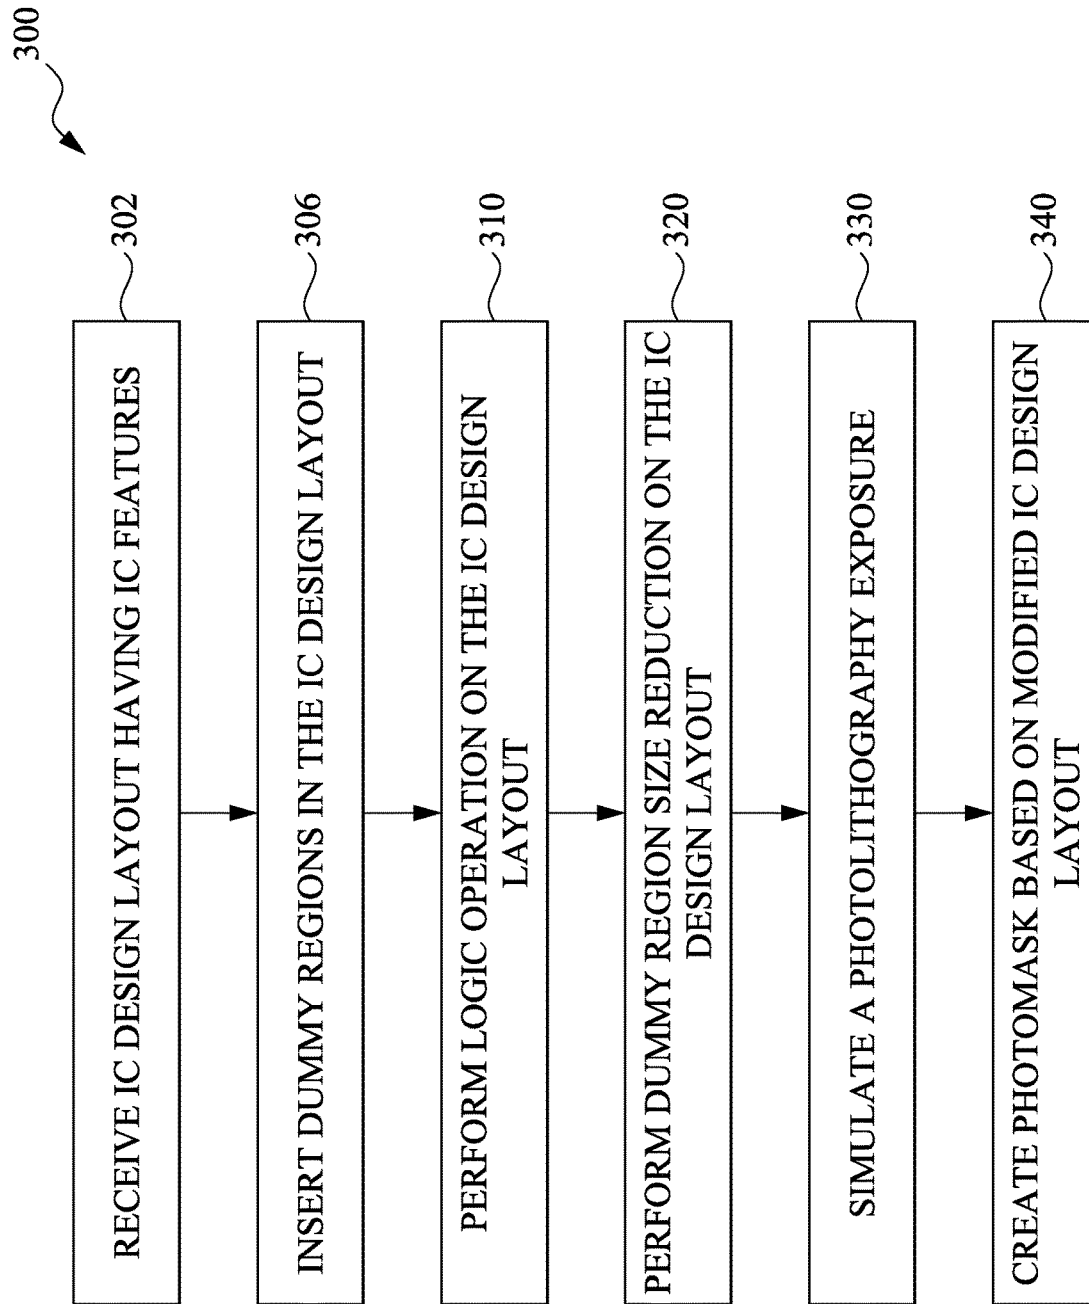 300
RECEIVE IC DESIGN LAYOUT HAVING IC FEATURES
302
INSERT DUMMY REGIONS IN THE IC DESIGN LAYOUT
306
PERFORM LOGIC OPERATION ON THE IC DESIGN
LAYOUT
310
PERFORM DUMMY REGION SIZE REDUCTION ON THE IC
DESIGN LAYOUT
320
SIMULATE A PHOTOLITHOGRAPHY EXPOSURE
330
CREATE PHOTOMASK BASED ON MODIFIED IC DESIGN
LAYOUT
340